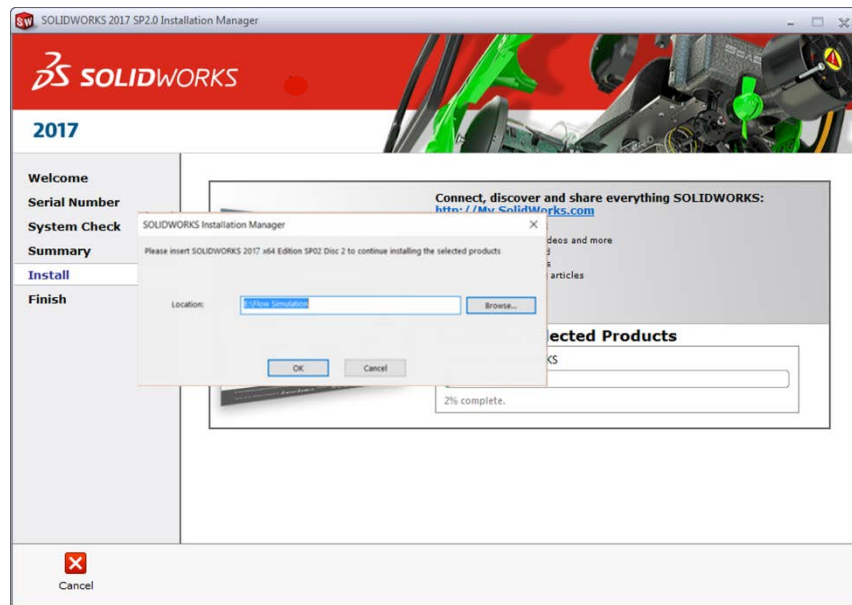 SOLIDWORKS 2017 SP2.0 Installation Manager
SOLIDWORKS
2017
Welcome
Serial Number
System Check
Summary
Install
Finish
Connect, discover and share everything SOLIDWORKS:
http://My.SolidWorks.com
deos and more
articles
SOLIDWORKS Installation Manager
Please insert SOLIDWORKS 2017 x64 Edition SP02 Disc 2 to continue installing the selected products
Location:
E:\Flow Simulation
Browse...
OK
Cancel
ected Products
KS
2% complete.
Cancel